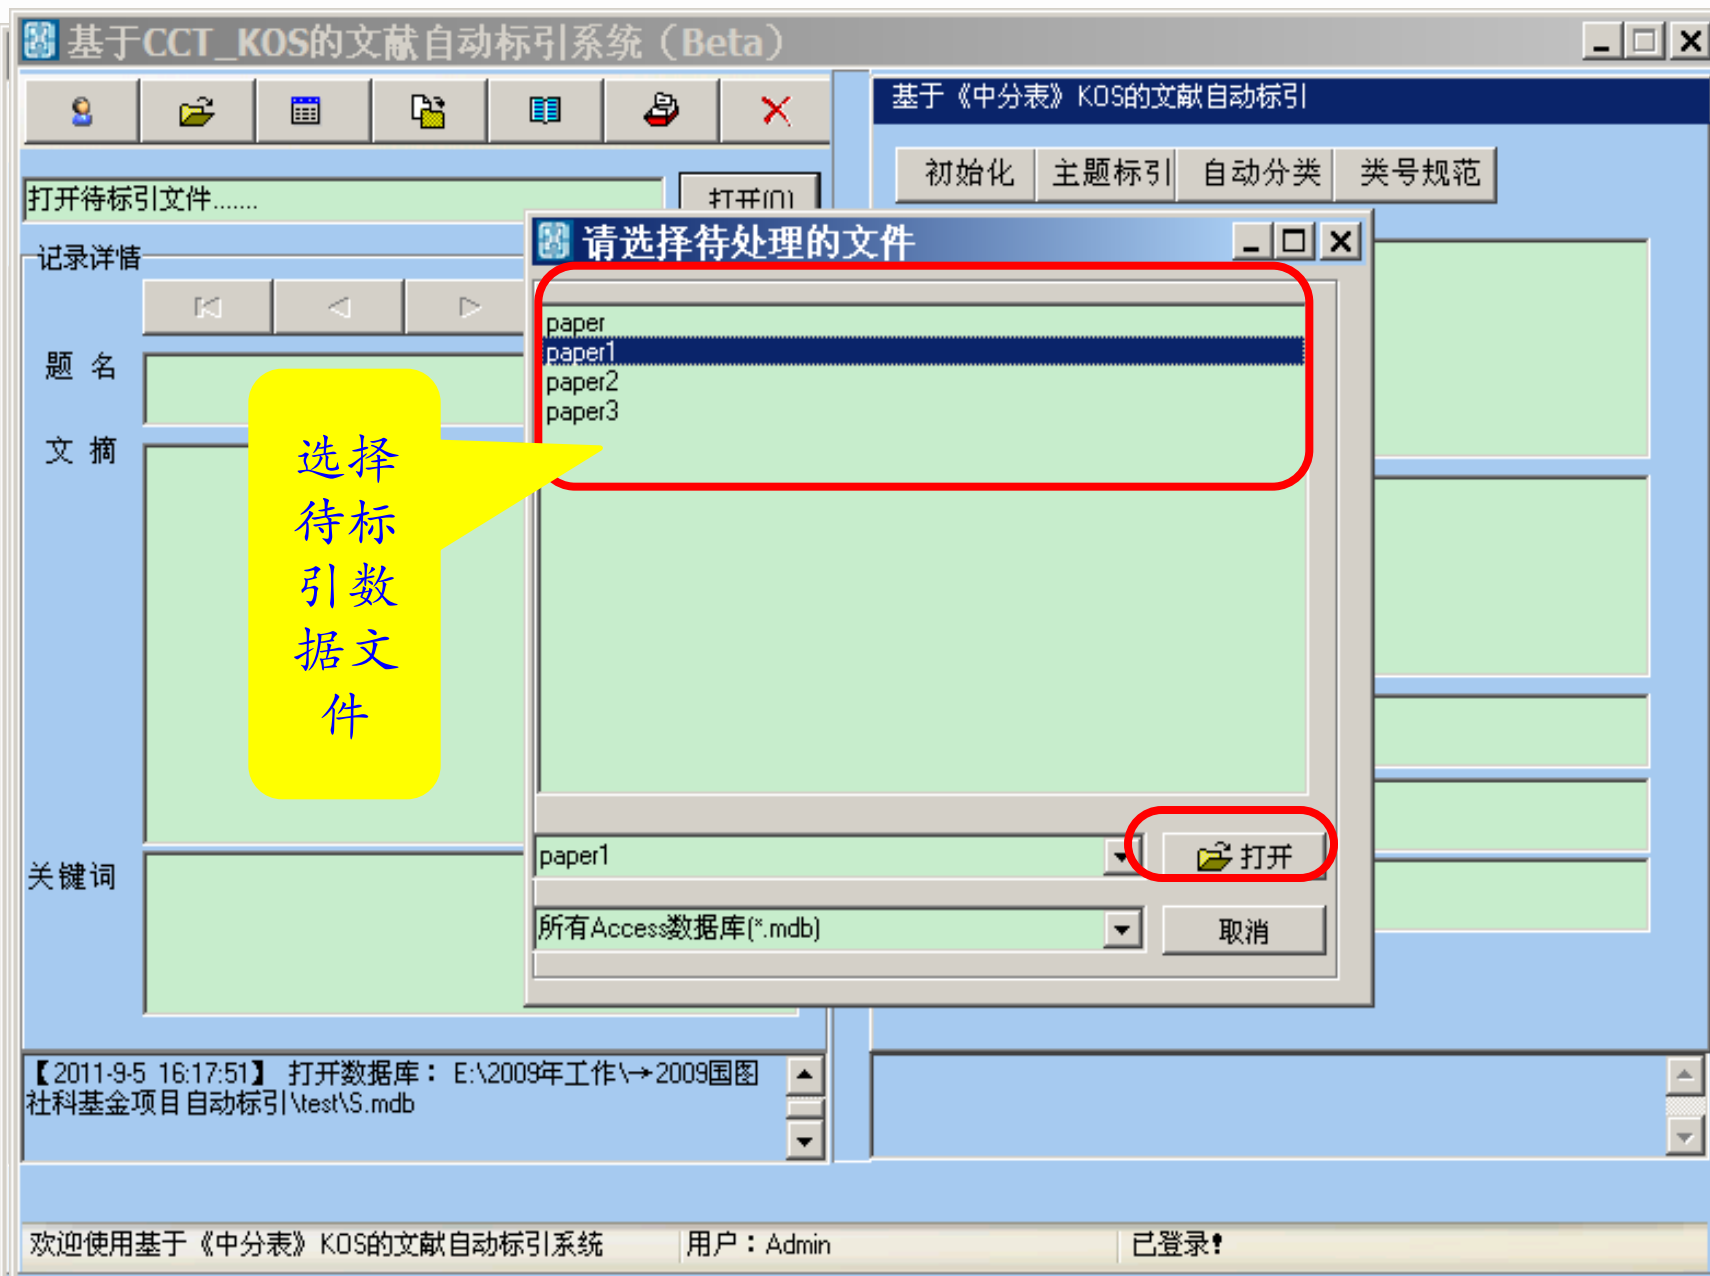 基于CCT_KOS的文献自动标引系统（Beta）
基于《中分表》KOS的文献自动标引
初始化 主题标引 自动分类 类号规范
打开待标引文件.......
打开(O)
记录详情
题 名
文 摘
关键词
请选择待处理的文件
paper
paper1
paper2
paper3
选择
待标
引数
据文
件
paper1
打开
所有Access数据库(*.mdb)
取消
【2011-9-5 16:17:51】 打开数据库： E:\2009年工作\→2009国图
社科基金项目自动标引\test\S.mdb
欢迎使用基于《中分表》KOS的文献自动标引系统 用户：Admin 已登录！